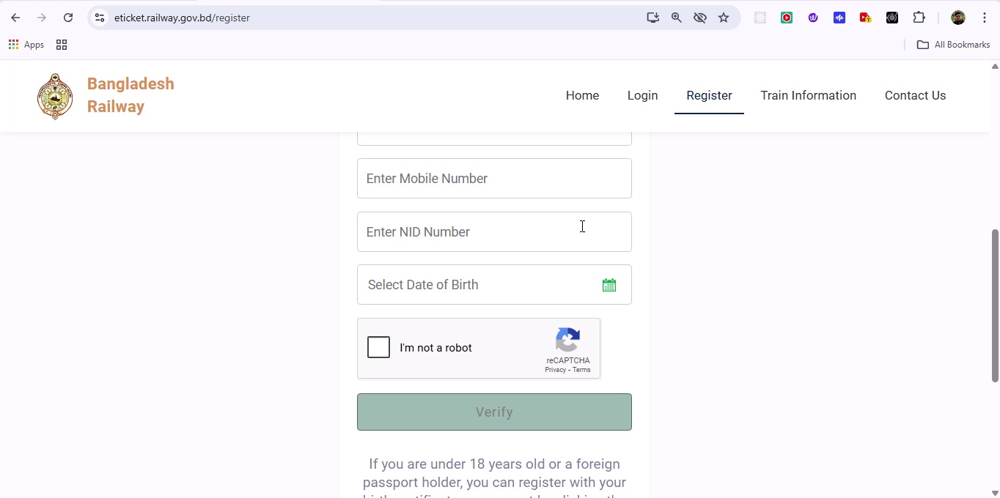 eticket.railway.gov.bd/register
Apps
All Bookmarks
Bangladesh
Railway
Home
Login
Register
Train Information
Contact Us
Enter Mobile Number
Enter NID Number
Select Date of Birth
I'm not a robot
reCAPTCHA
Privacy - Terms
Verify
If you are under 18 years old or a foreign
passport holder, you can register with your